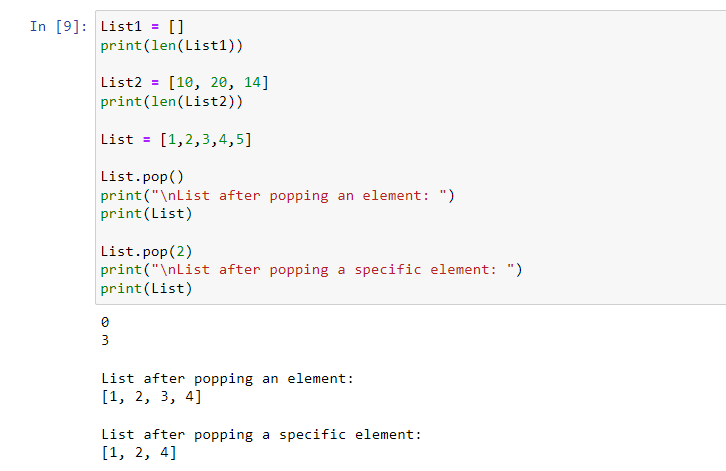 In [9]: List1 = []
print(len(List1))
List2 = [10, 20, 14]
print(len(List2))
List = [1,2,3,4,5]
List.pop()
print("\nList after popping an element: ")
print(List)
List.pop(2)
print("\nList after popping a specific element: ")
print(List)
0
3
List after popping an element:
[1, 2, 3, 4]
List after popping a specific element:
[1, 2, 4]